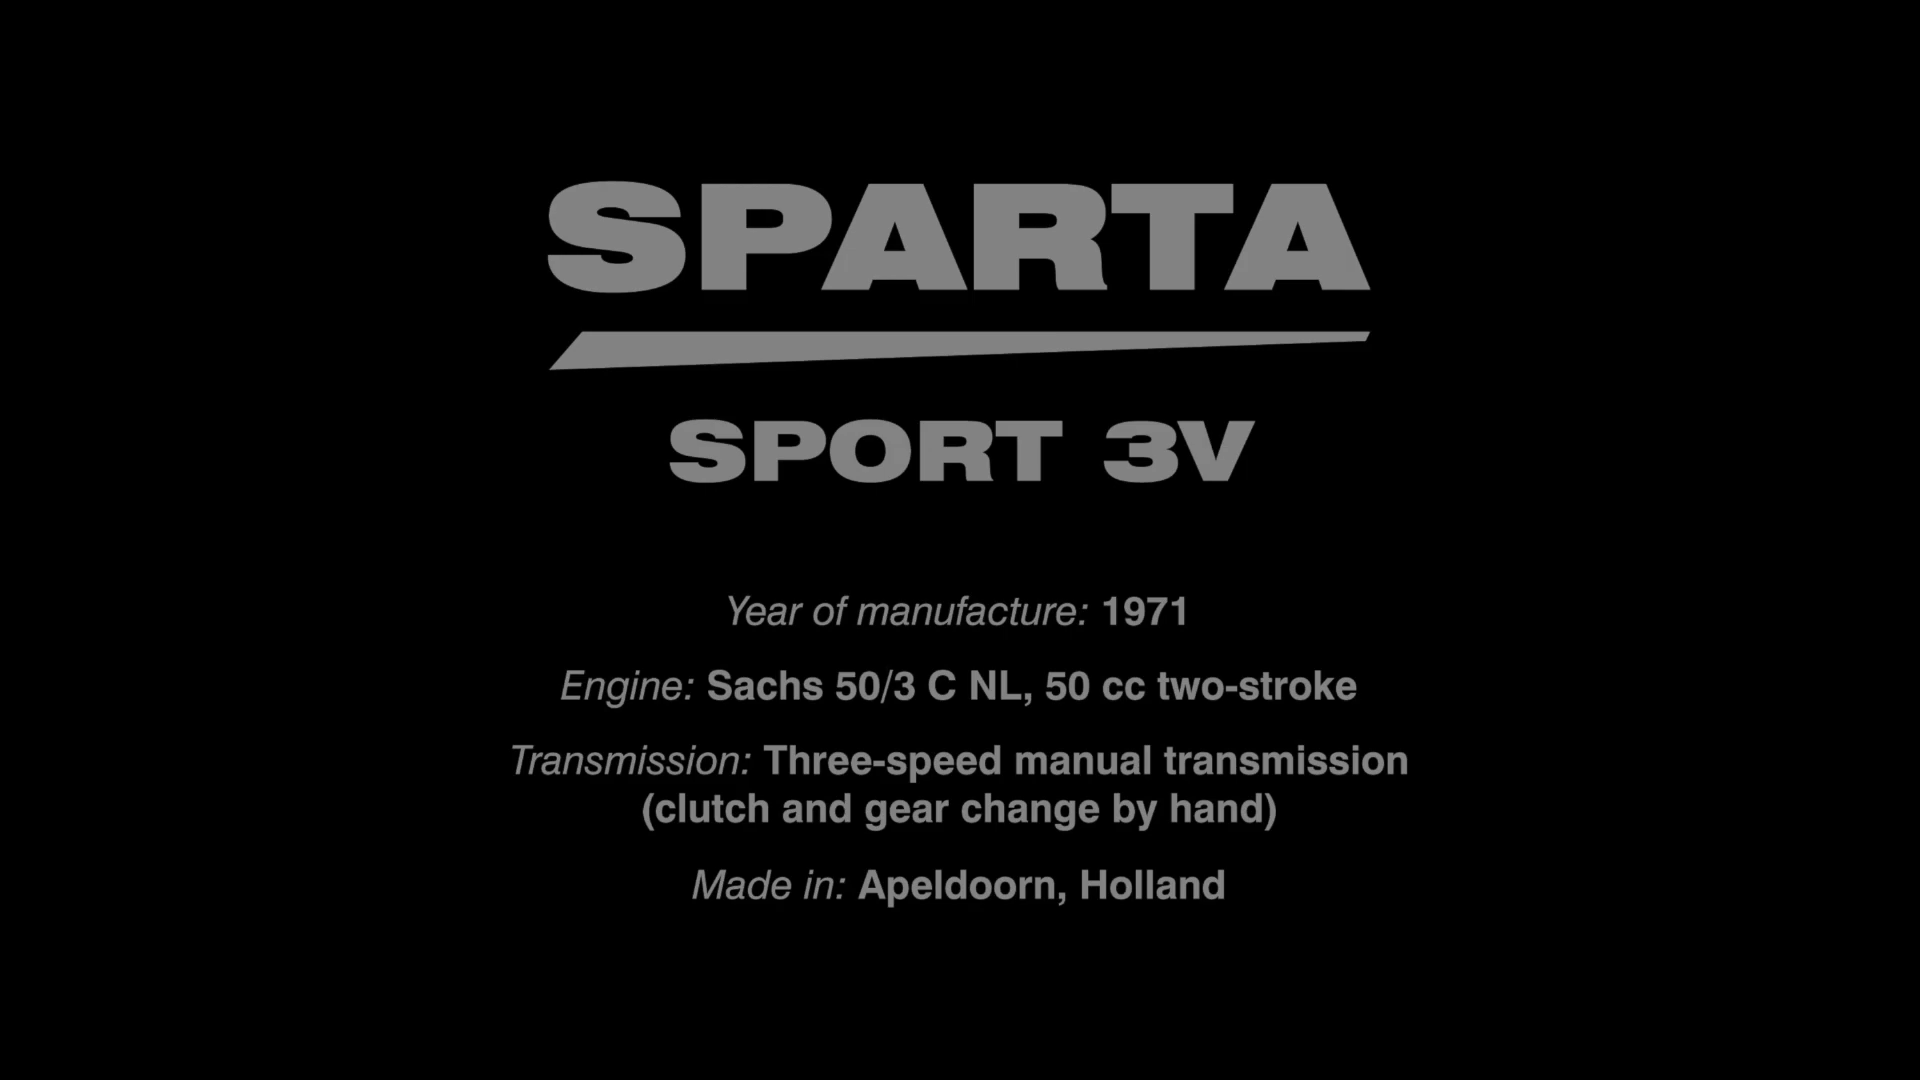 SPARTA
SPORT 3V
Year of manufacture: 1971
Engine: Sachs 50/3 C NL, 50 cc two-stroke
Transmission: Three-speed manual transmission
(clutch and gear change by hand)
Made in: Apeldoorn, Holland